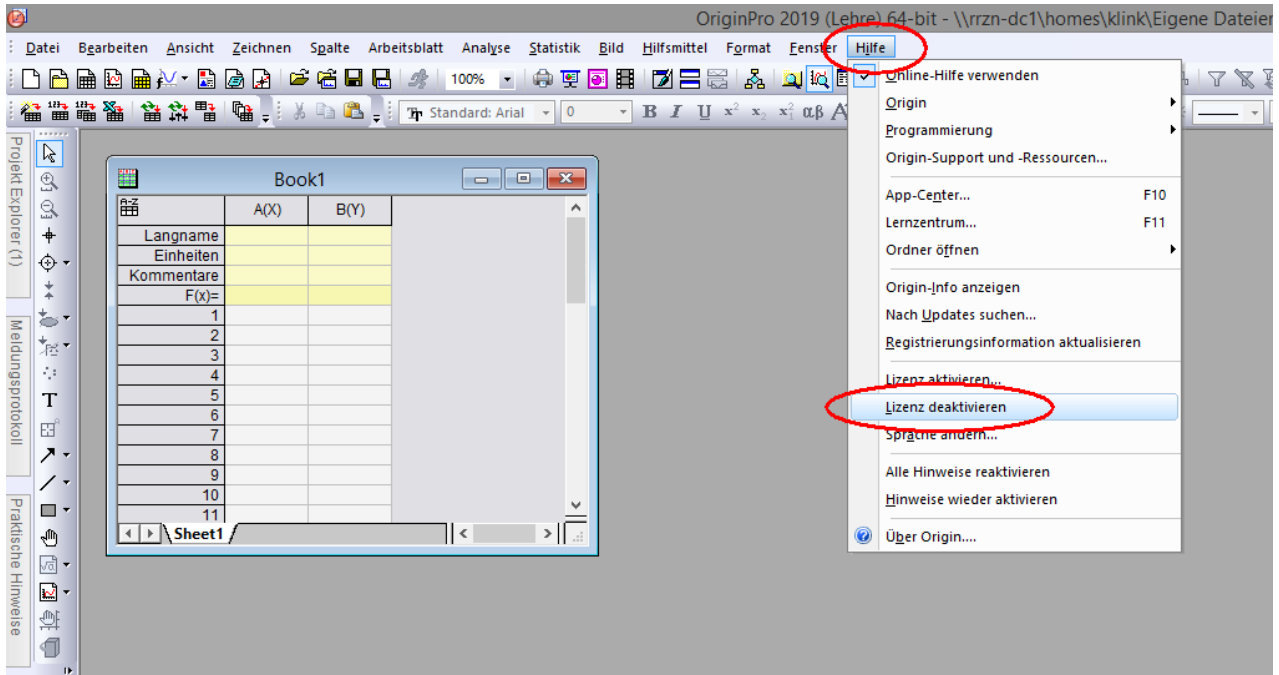 OriginPro 2019 (Lehre) 64-bit - \\rrzn-dc1\homes\klink\Eigene Dateien
Datei Bearbeiten Ansicht Zeichnen Spalte Arbeitsblatt Analyse Statistik Bild Hilfsmittel Format Fenster Hilfe
100%
Standard: Arial 0 B I U x² x₂ αβ A
Projekt Explorer (1)
Meldungsprotokoll
Praktische Hinweise
T
Book1
A(X) B(Y)
Langname
Einheiten
Kommentare
F(x)=
1
2
3
4
5
6
7
8
9
10
11
Sheet1
Online-Hilfe verwenden
Origin
Programmierung
Origin-Support und -Ressourcen...
App-Center... F10
Lernzentrum... F11
Ordner öffnen
Origin-Info anzeigen
Nach Updates suchen...
Registrierungsinformation aktualisieren
Lizenz aktivieren...
Lizenz deaktivieren
Sprache ändern...
Alle Hinweise reaktivieren
Hinweise wieder aktivieren
Über Origin....